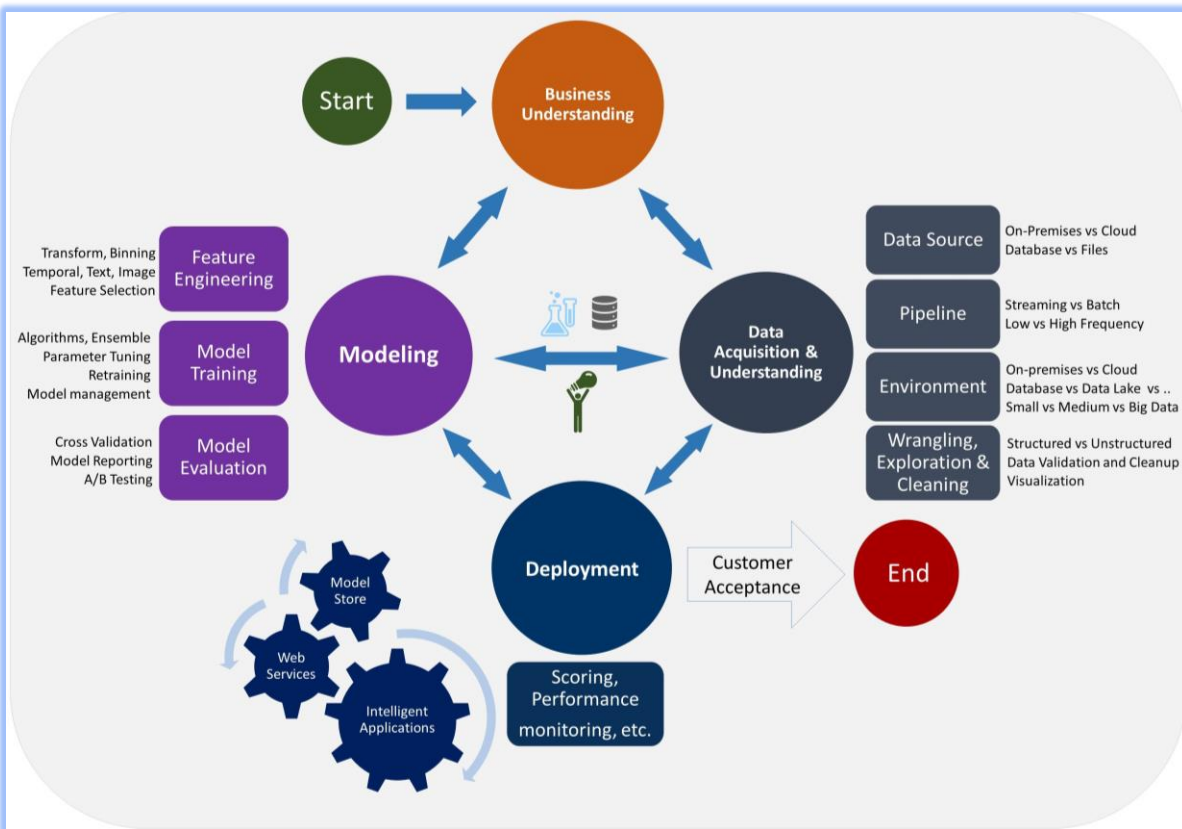 Start
Business
Understanding
Transform, Binning
Temporal, Text, Image
Feature Selection
Feature
Engineering
Algorithms, Ensemble
Parameter Tuning
Retraining
Model management
Model
Training
Cross Validation
Model Reporting
A/B Testing
Model
Evaluation
Modeling
Data
Acquisition &
Understanding
Data Source
On-Premises vs Cloud
Database vs Files
Pipeline
Streaming vs Batch
Low vs High Frequency
Environment
On-premises vs Cloud
Database vs Data Lake vs ..
Small vs Medium vs Big Data
Wrangling,
Exploration &
Cleaning
Structured vs Unstructured
Data Validation and Cleanup
Visualization
Deployment
Customer
Acceptance
End
Model
Store
Web
Services
Intelligent
Applications
Scoring,
Performance
monitoring, etc.